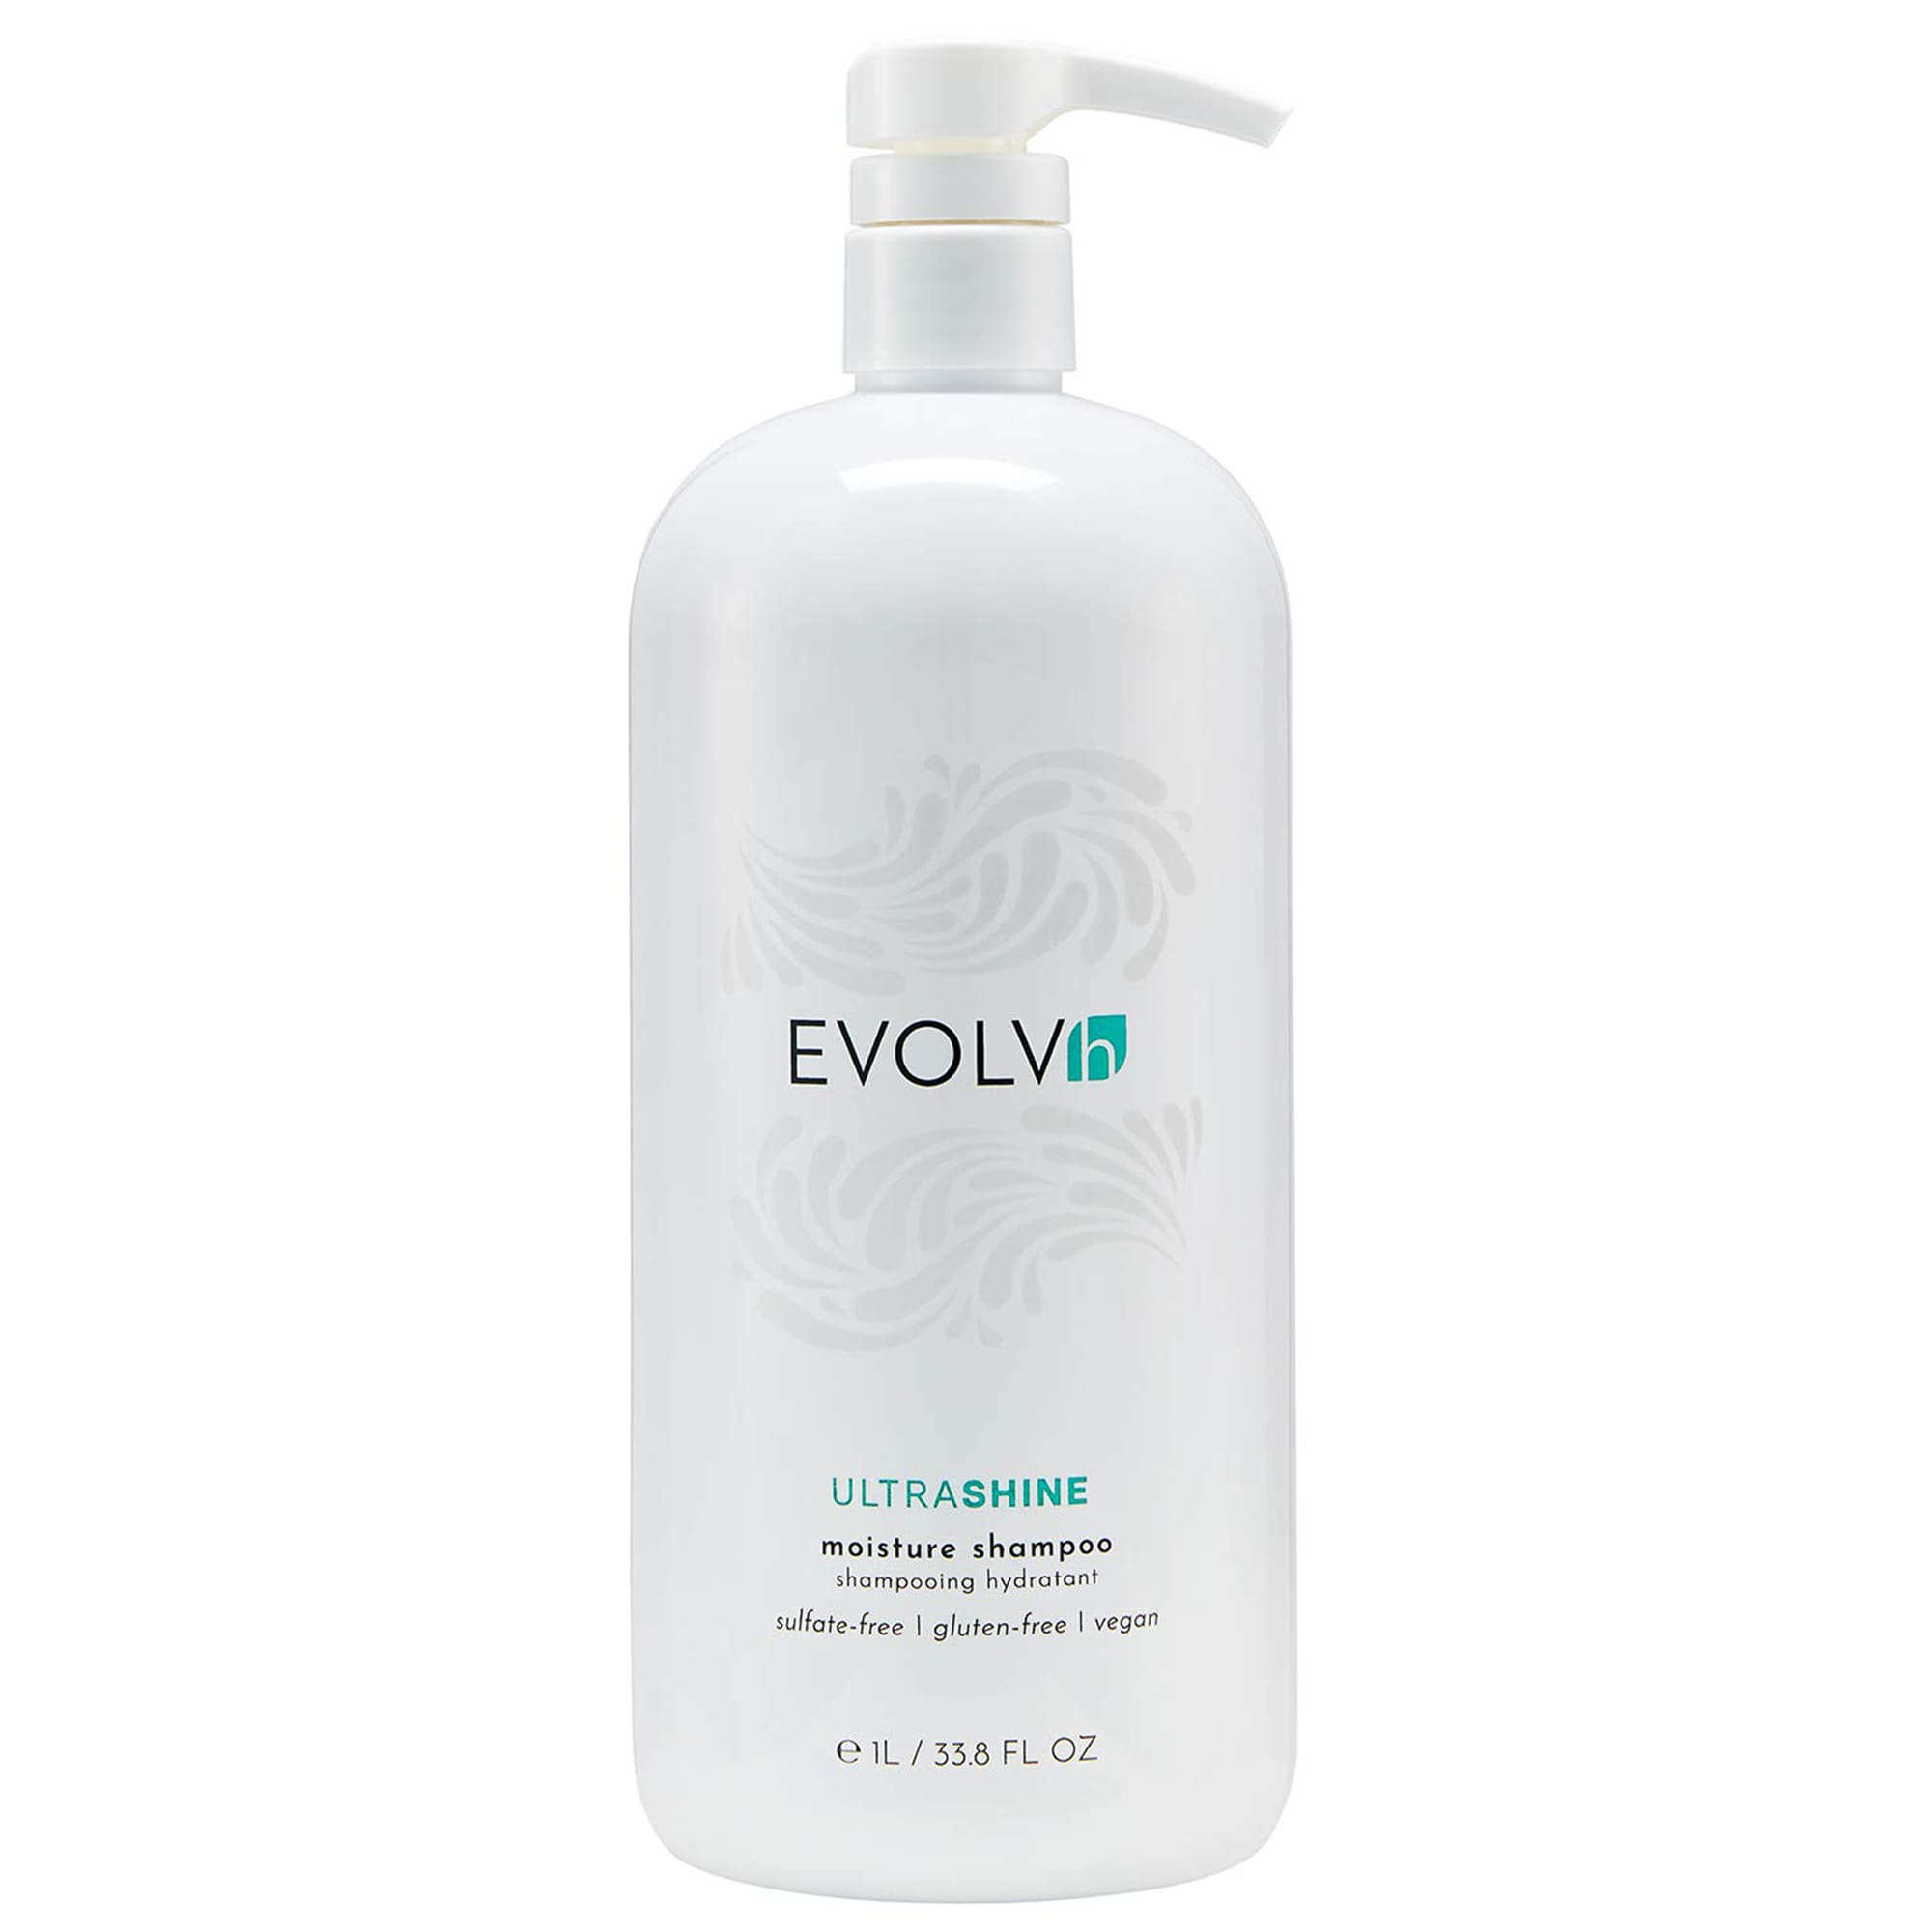 EVOLVh
ULTRASHINE
moisture shampoo
shampooing hydratant
sulfate-free | gluten-free | vegan
℮ 1L / 33.8 FL OZ